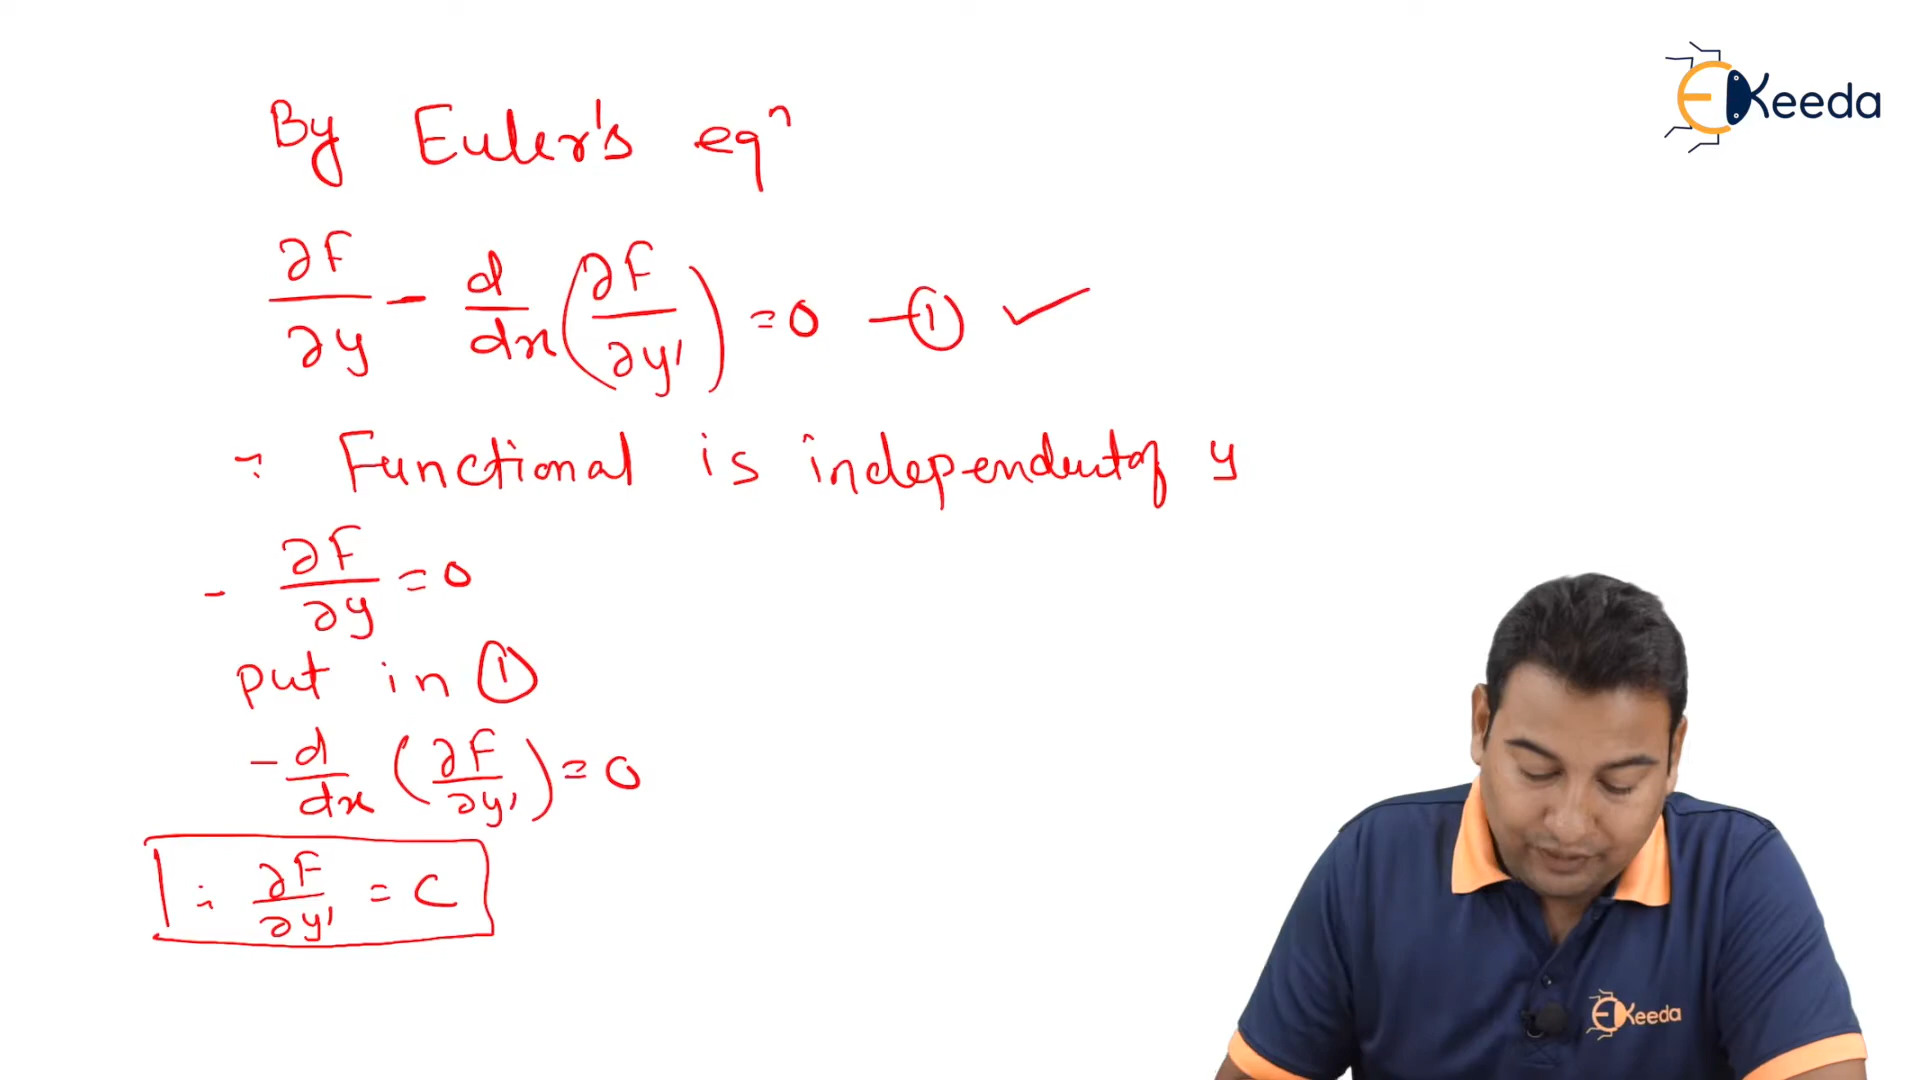 EKeeda
By Euler's eqⁿ
∂F/∂y - d/dx (∂F/∂y') = 0 — ① ✓
∵ Functional is independent of y
- ∂F/∂y = 0
put in ①
- d/dx (∂F/∂y') = 0
∴ ∂F/∂y' = C
EKeeda